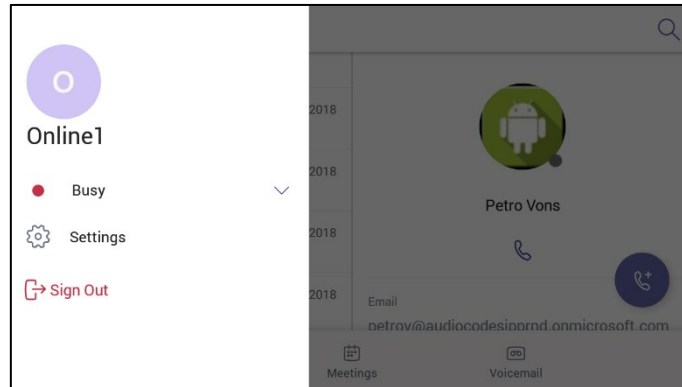 O
Online1
Busy
Settings
Sign Out
2018
2018
2018
2018
Petro Vons
Email
petrov@audiocodesipprnd.onmicrosoft.com
Meetings
Voicemail